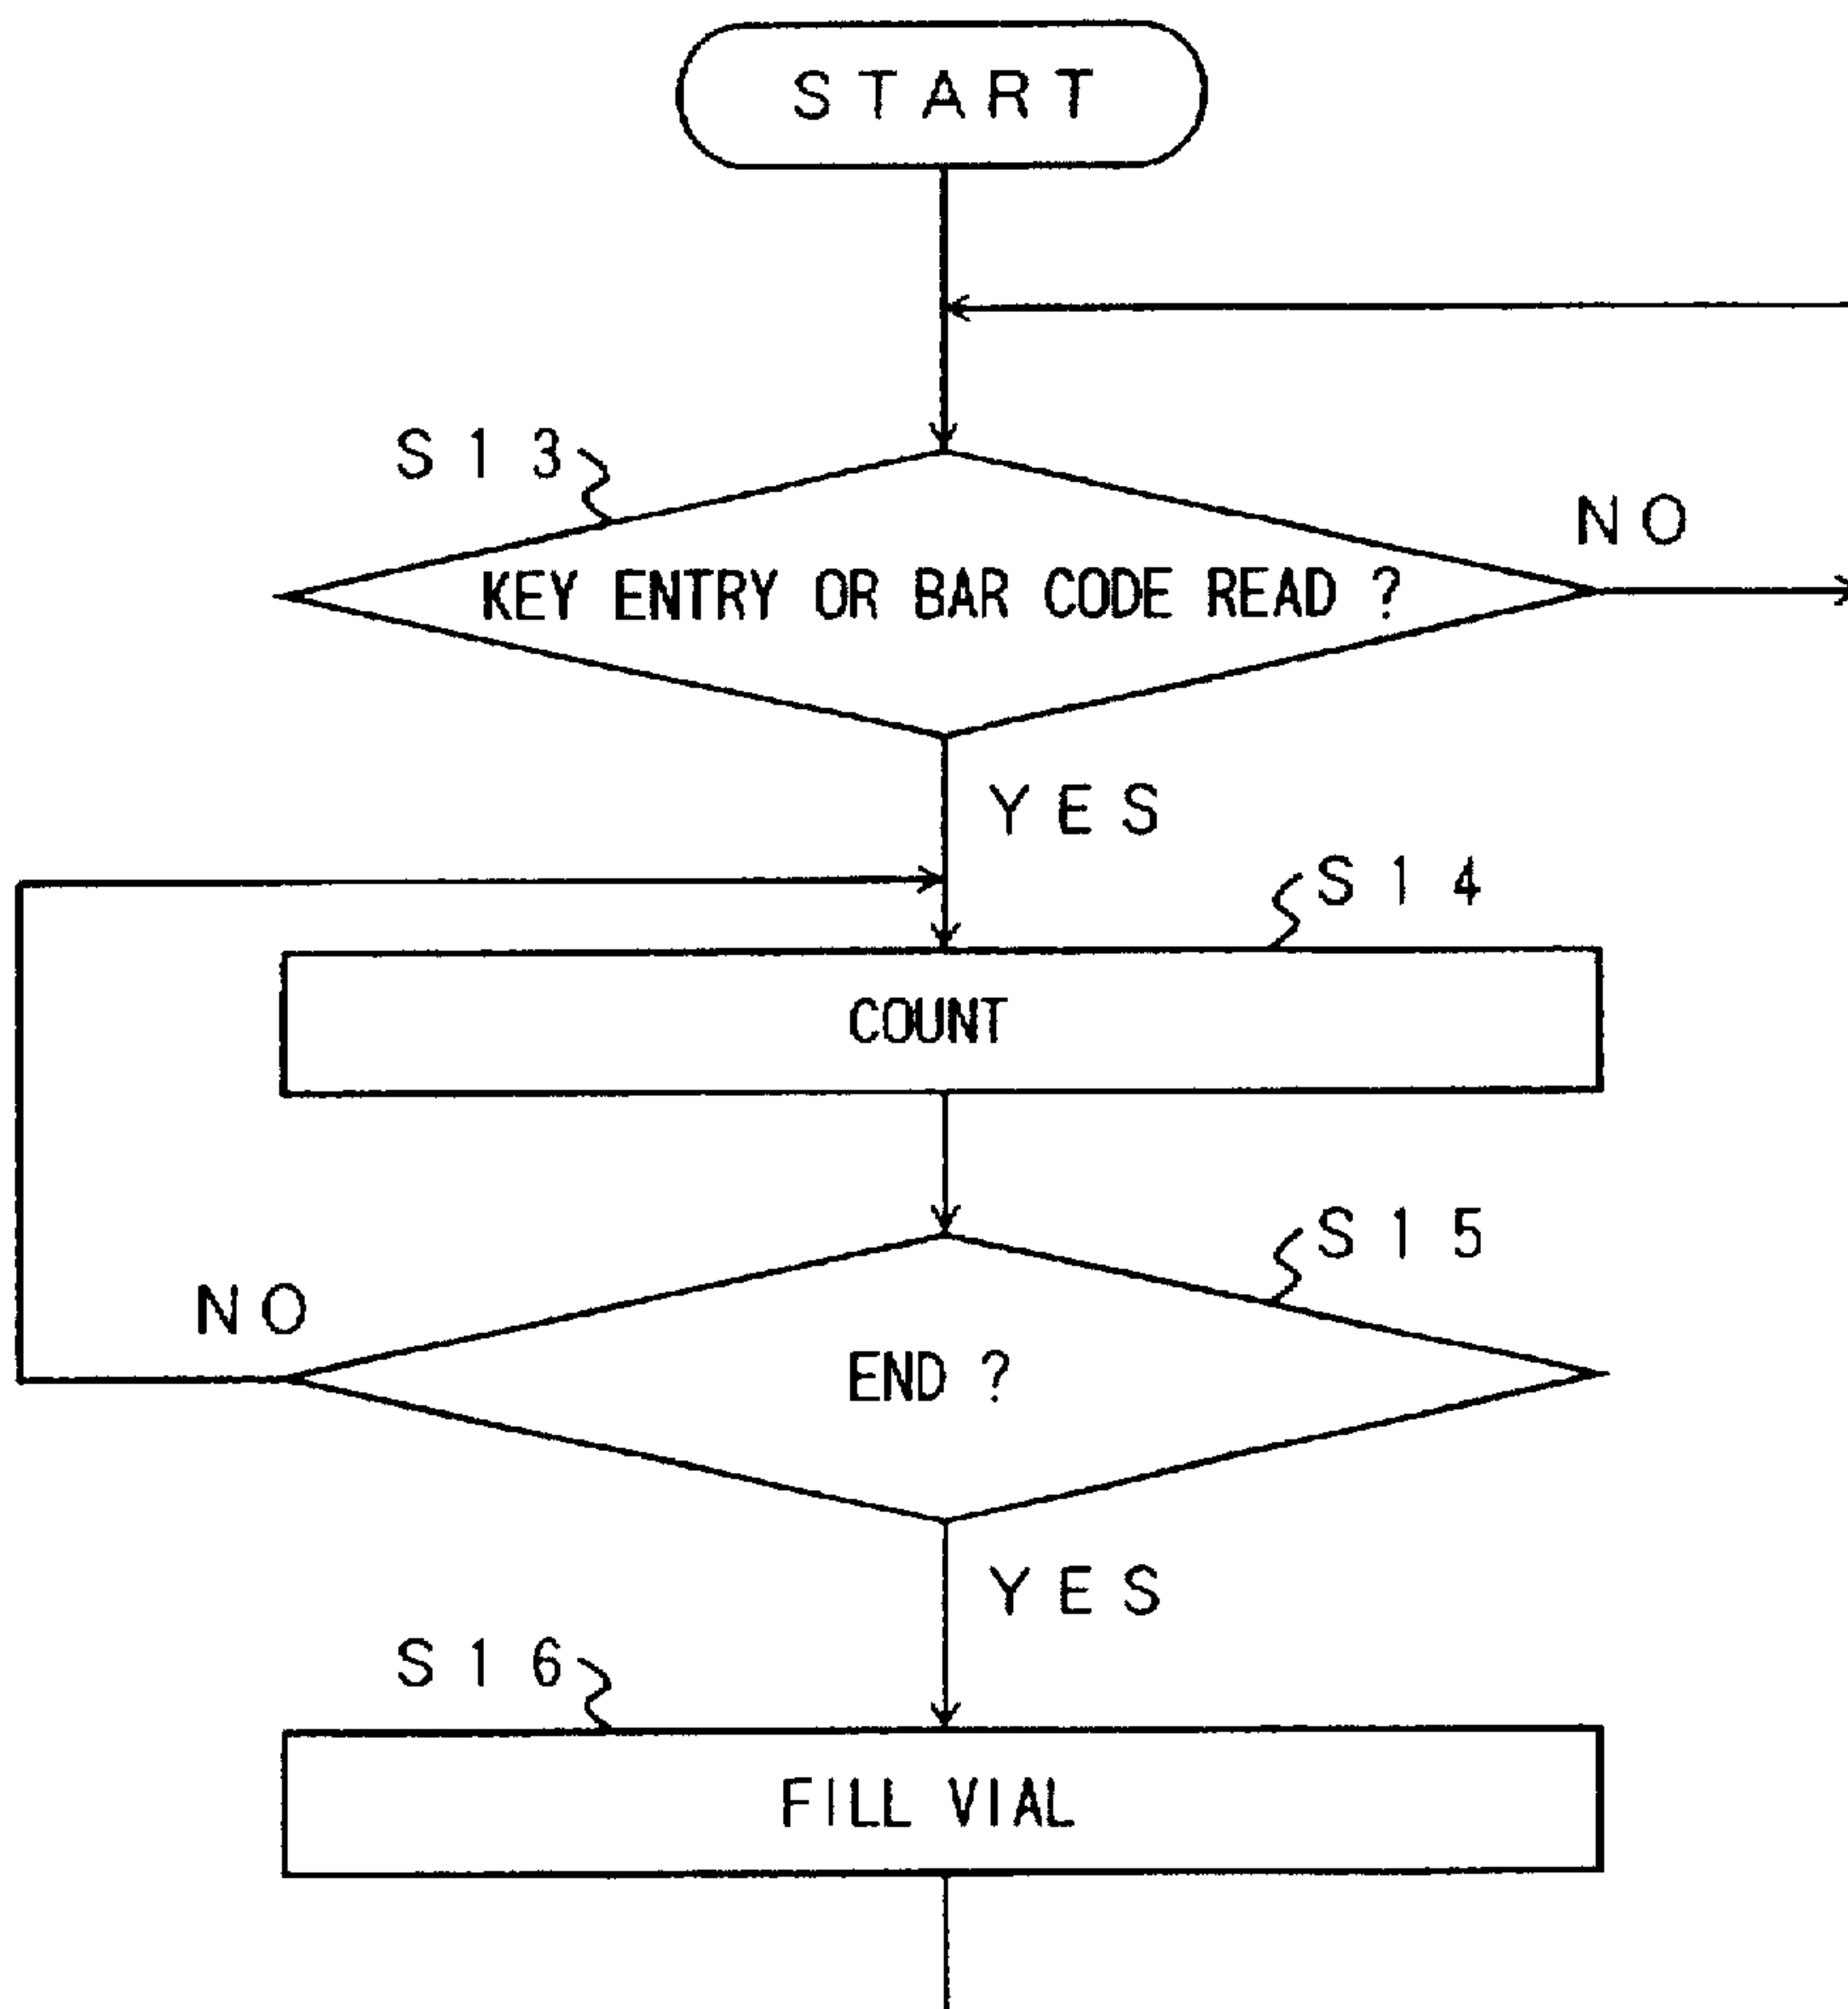 START
S13
NO
KEY ENTRY OR BAR CODE READ ?
YES
S14
COUNT
S15
NO
END ?
YES
S16
FILL VIAL